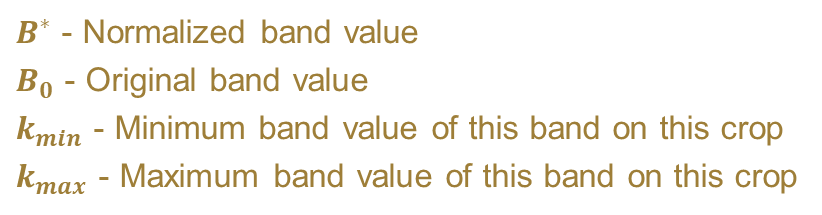 B* - Normalized band value
B₀ - Original band value
kₘᵢₙ - Minimum band value of this band on this crop
kₘₐₓ - Maximum band value of this band on this crop